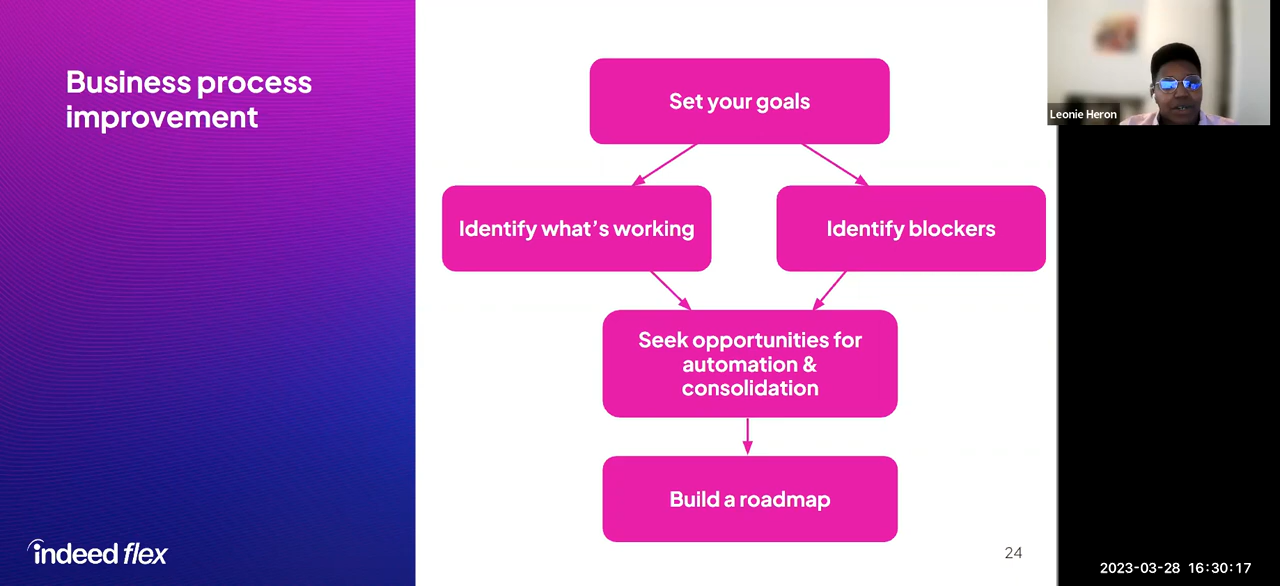 Business process
improvement
Set your goals
Identify what's working
Identify blockers
Seek opportunities for
automation &
consolidation
Build a roadmap
indeed flex
24
Leonie Heron
2023-03-28 16:30:17